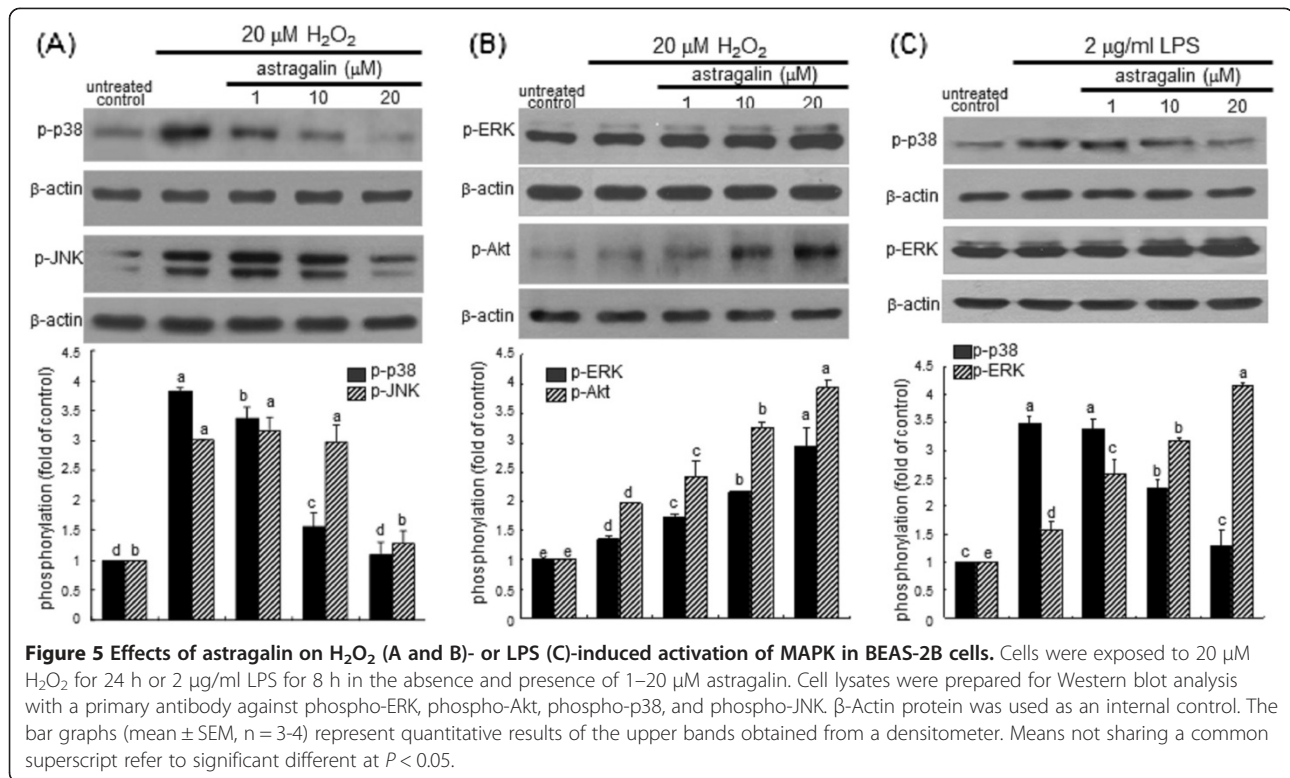 (A)
20 µM H₂O₂
astragalin (µM)
untreated control
1 10 20
p-p38
β-actin
p-JNK
β-actin
phosphorylation (fold of control)
4.5
4
3.5
3
2.5
2
1.5
1
0.5
0
p-p38
p-JNK
d b
a a
b a
c a
d b
(B)
20 µM H₂O₂
astragalin (µM)
untreated control
1 10 20
p-ERK
β-actin
p-Akt
β-actin
phosphorylation (fold of control)
4.5
4
3.5
3
2.5
2
1.5
1
0.5
0
p-ERK
p-Akt
e e
d d
c c
b b
a a
(C)
2 µg/ml LPS
astragalin (µM)
untreated control
1 10 20
p-p38
β-actin
p-ERK
β-actin
phosphorylation (fold of control)
4.5
4
3.5
3
2.5
2
1.5
1
0.5
0
p-p38
p-ERK
c e
a d
a c
b b
c a
Figure 5 Effects of astragalin on H₂O₂ (A and B)- or LPS (C)-induced activation of MAPK in BEAS-2B cells. Cells were exposed to 20 µM
H₂O₂ for 24 h or 2 µg/ml LPS for 8 h in the absence and presence of 1–20 µM astragalin. Cell lysates were prepared for Western blot analysis
with a primary antibody against phospho-ERK, phospho-Akt, phospho-p38, and phospho-JNK. β-Actin protein was used as an internal control. The
bar graphs (mean ± SEM, n = 3-4) represent quantitative results of the upper bands obtained from a densitometer. Means not sharing a common
superscript refer to significant different at P < 0.05.